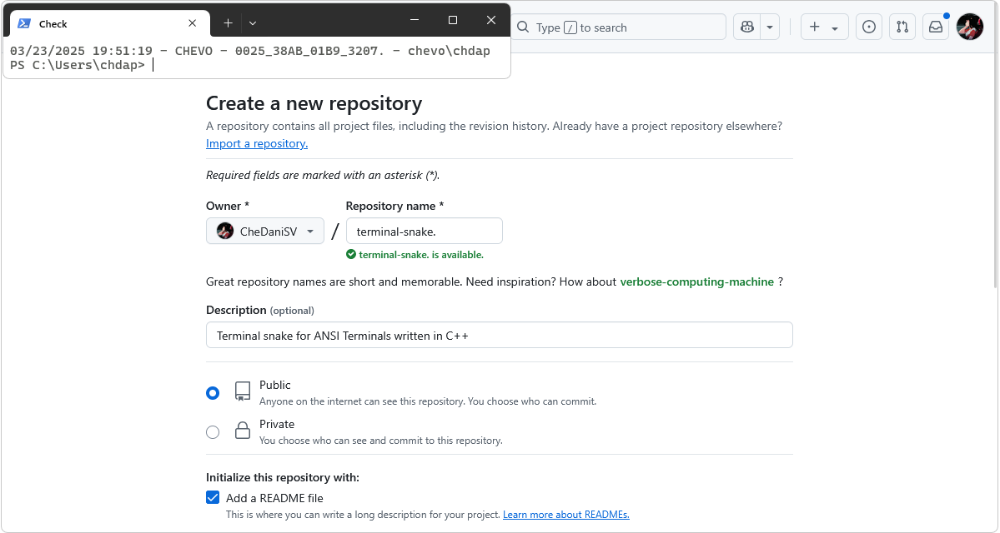 Check
03/23/2025 19:51:19 - CHEVO - 0025_38AB_01B9_3207. - chevo\chdap
PS C:\Users\chdap>
Type / to search
Create a new repository
A repository contains all project files, including the revision history. Already have a project repository elsewhere?
Import a repository.
Required fields are marked with an asterisk (*).
Owner * Repository name *
CheDaniSV / terminal-snake.
terminal-snake. is available.
Great repository names are short and memorable. Need inspiration? How about verbose-computing-machine ?
Description (optional)
Terminal snake for ANSI Terminals written in C++
Public
Anyone on the internet can see this repository. You choose who can commit.
Private
You choose who can see and commit to this repository.
Initialize this repository with:
Add a README file
This is where you can write a long description for your project. Learn more about READMEs.